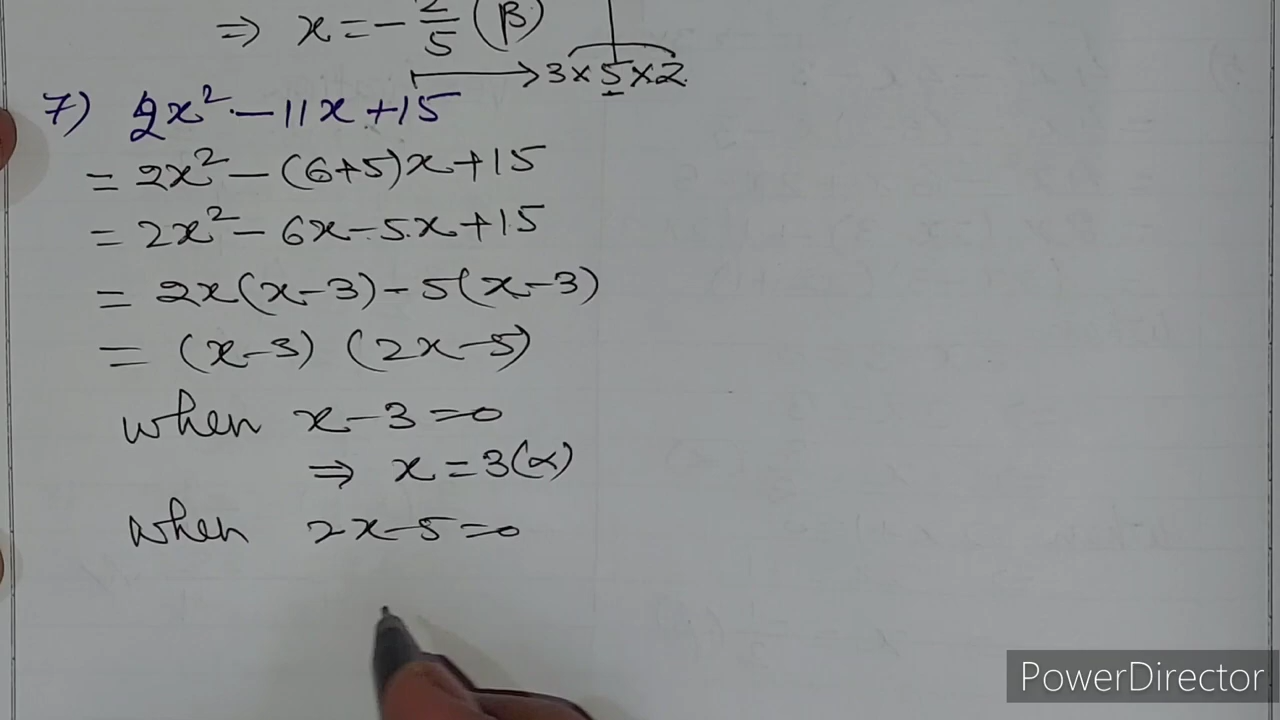 ⇒ x = - 2/5 (β)
3×5×2
7) 2x² - 11x + 15
= 2x² - (6+5)x + 15
= 2x² - 6x - 5x + 15
= 2x(x-3) - 5(x-3)
= (x-3) (2x-5)
when x-3=0
⇒ x = 3(α)
when 2x-5=0
PowerDirector